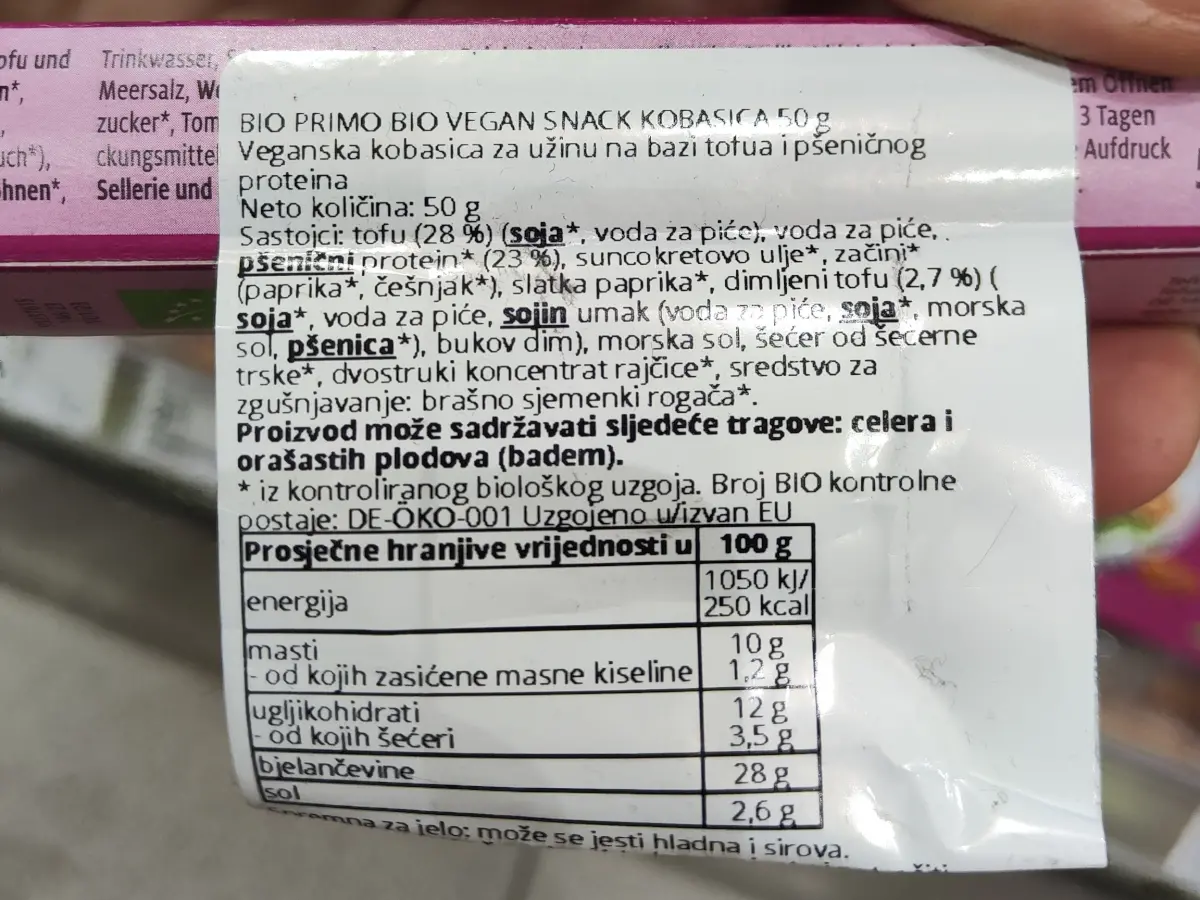 ofu und
n*,
uch*),
hnen*,
Trinkwasser,
Meersalz, We
zucker*, Tom
ckungsmittel
Sellerie und
BIO PRIMO BIO VEGAN SNACK KOBASICA 50 g
Veganska kobasica za užinu na bazi tofua i pšeničnog
proteina
Neto količina: 50 g
Sastojci: tofu (28 %) (soja*, voda za piće), voda za piće,
pšenični protein* (23 %), suncokretovo ulje*, začini*
(paprika*, češnjak*), slatka paprika*, dimljeni tofu (2,7 %) (
soja*, voda za piće, sojin umak (voda za piće, soja*, morska
sol, pšenica*), bukov dim), morska sol, šećer od šećerne
trske*, dvostruki koncentrat rajčice*, sredstvo za
zgušnjavanje: brašno sjemenki rogača*.
Proizvod može sadržavati sljedeće tragove: celera i
orašastih plodova (badem).
* iz kontroliranog biološkog uzgoja. Broj BIO kontrolne
postaje: DE-ÖKO-001 Uzgojeno u/izvan EU
Prosječne hranjive vrijednosti u 100 g
energija 1050 kJ/
250 kcal
masti 10 g
- od kojih zasićene masne kiseline 1,2 g
ugljikohidrati 12 g
- od kojih šećeri 3,5 g
bjelančevine 28 g
sol 2,6 g
za jelo: može se jesti hladna i sirova.
em Öffnen
3 Tagen
Aufdruck